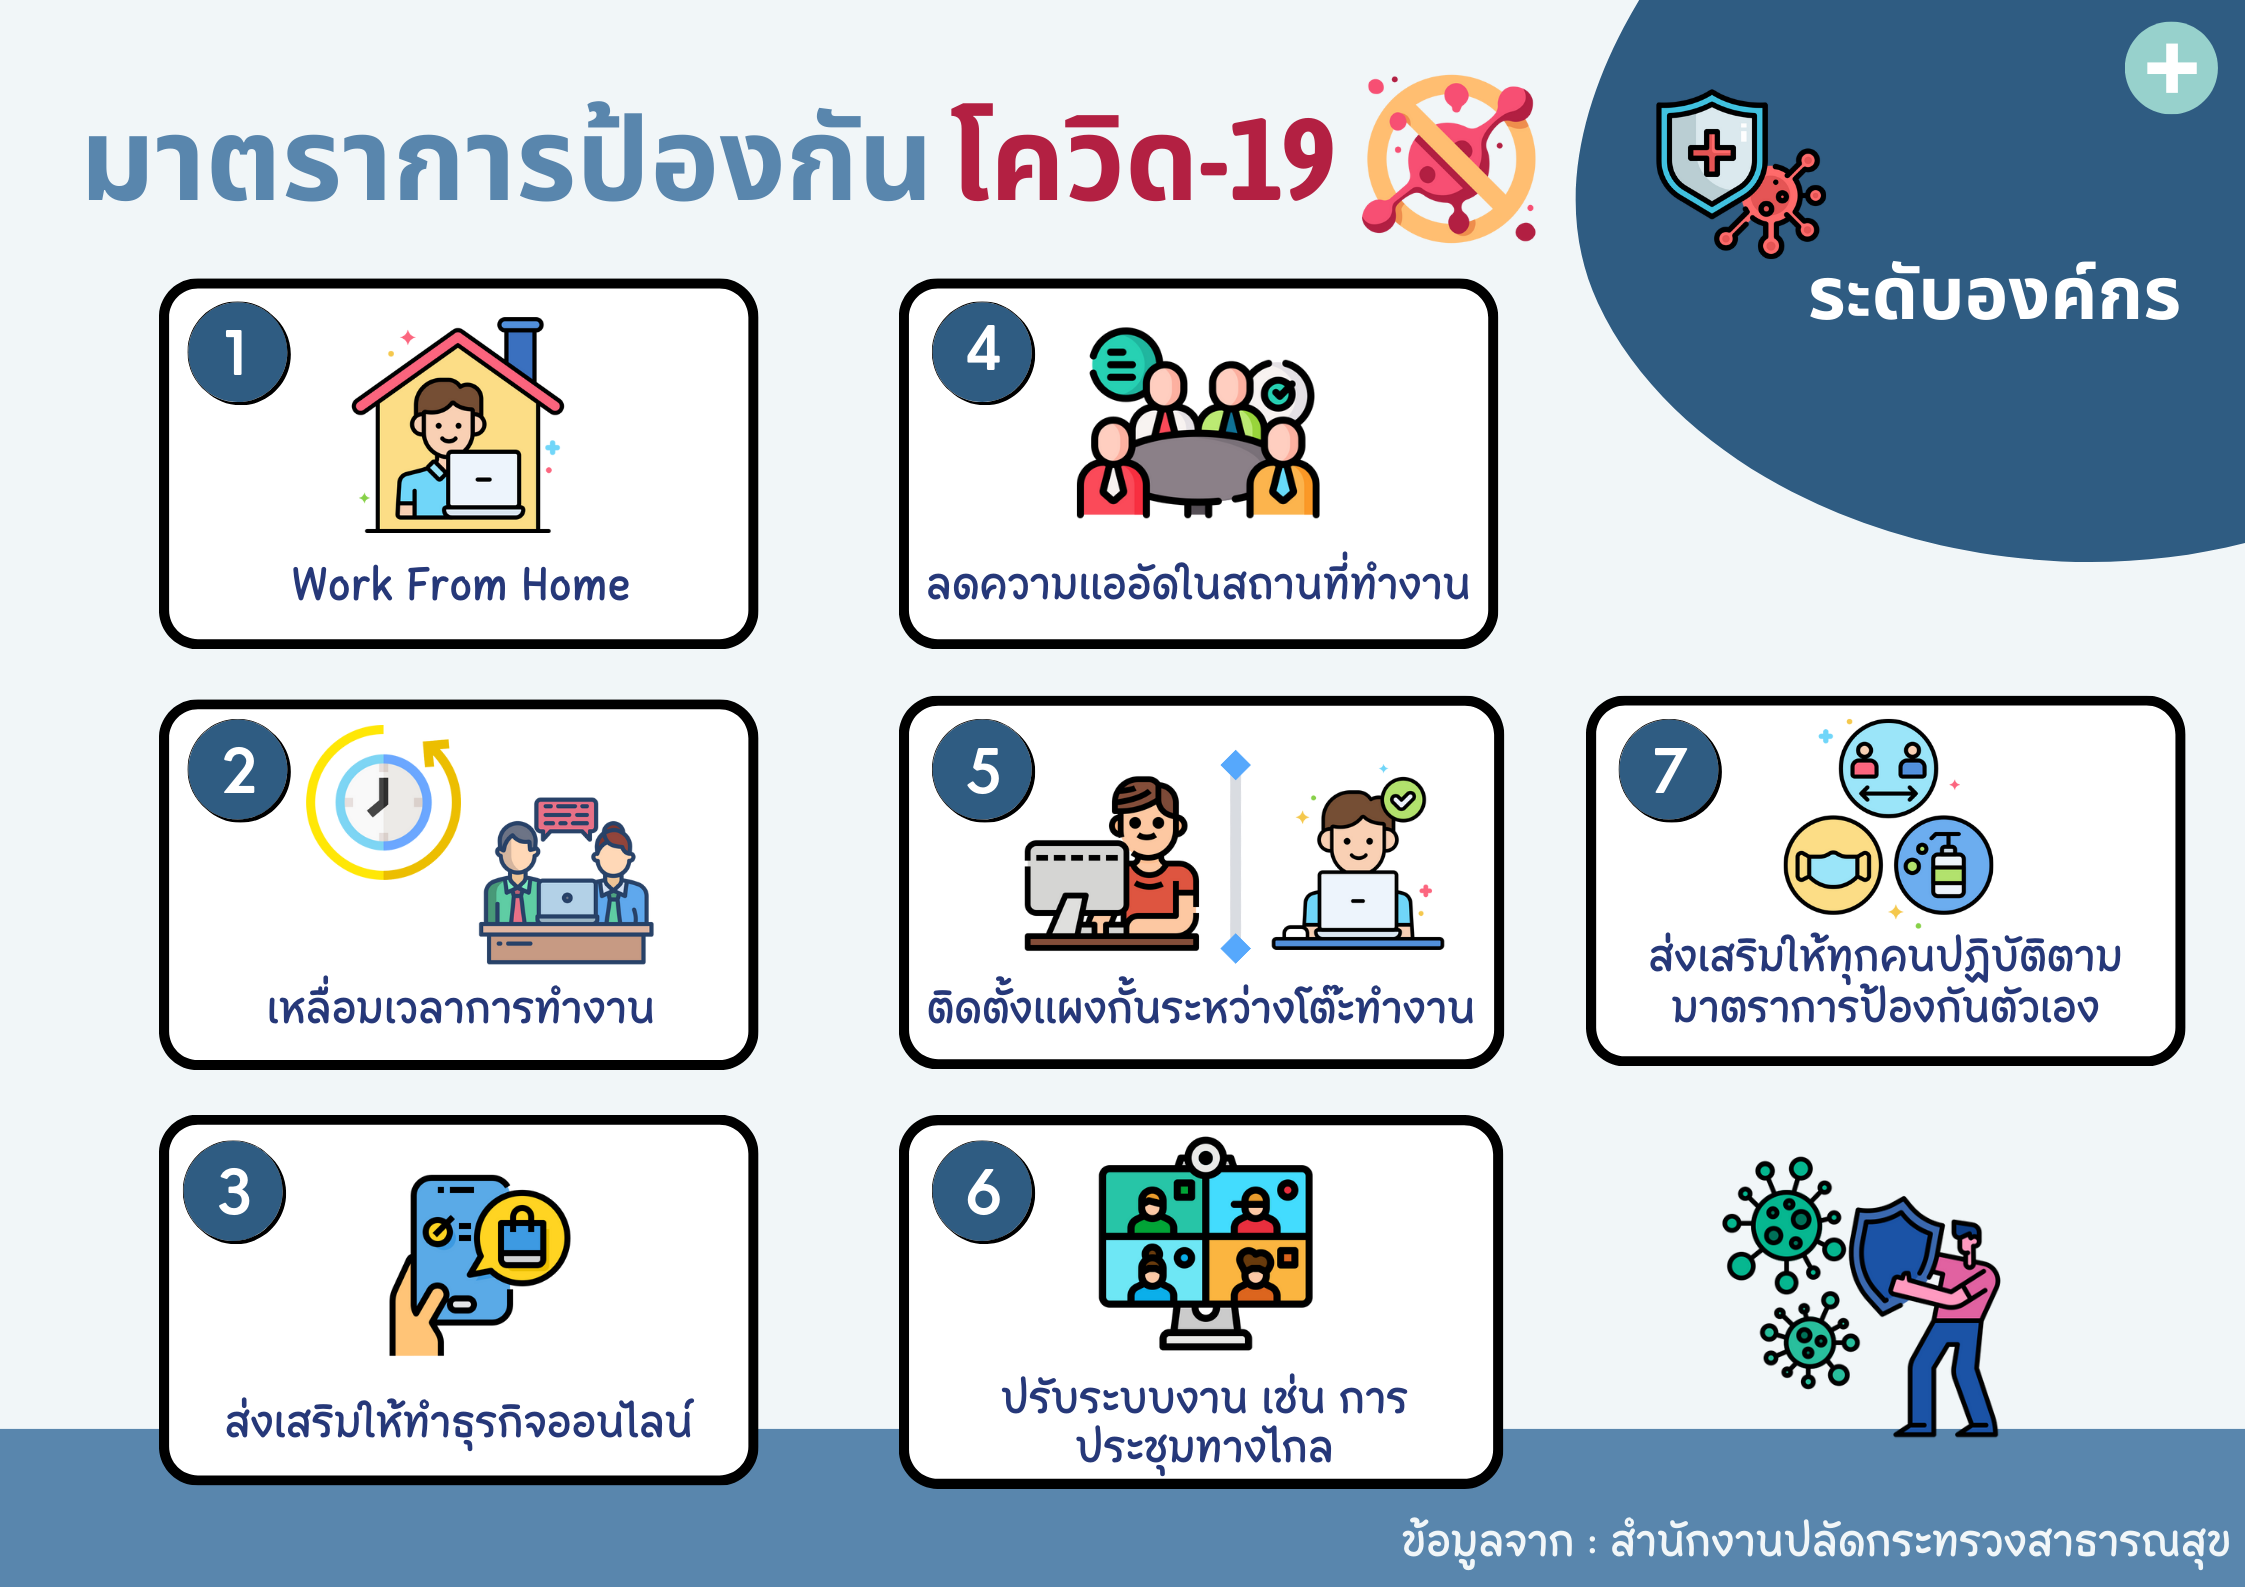 มาตราการป้องกัน โควิด-19
ระดับองค์กร
1
Work From Home
2
เหลื่อมเวลาการทำงาน
3
ส่งเสริมให้ทำธุรกิจออนไลน์
4
ลดความแออัดในสถานที่ทำงาน
5
ติดตั้งแผงกั้นระหว่างโต๊ะทำงาน
6
ปรับระบบงาน เช่น การ
ประชุมทางไกล
7
ส่งเสริมให้ทุกคนปฏิบัติตาม
มาตราการป้องกันตัวเอง
ข้อมูลจาก : สำนักงานปลัดกระทรวงสาธารณสุข